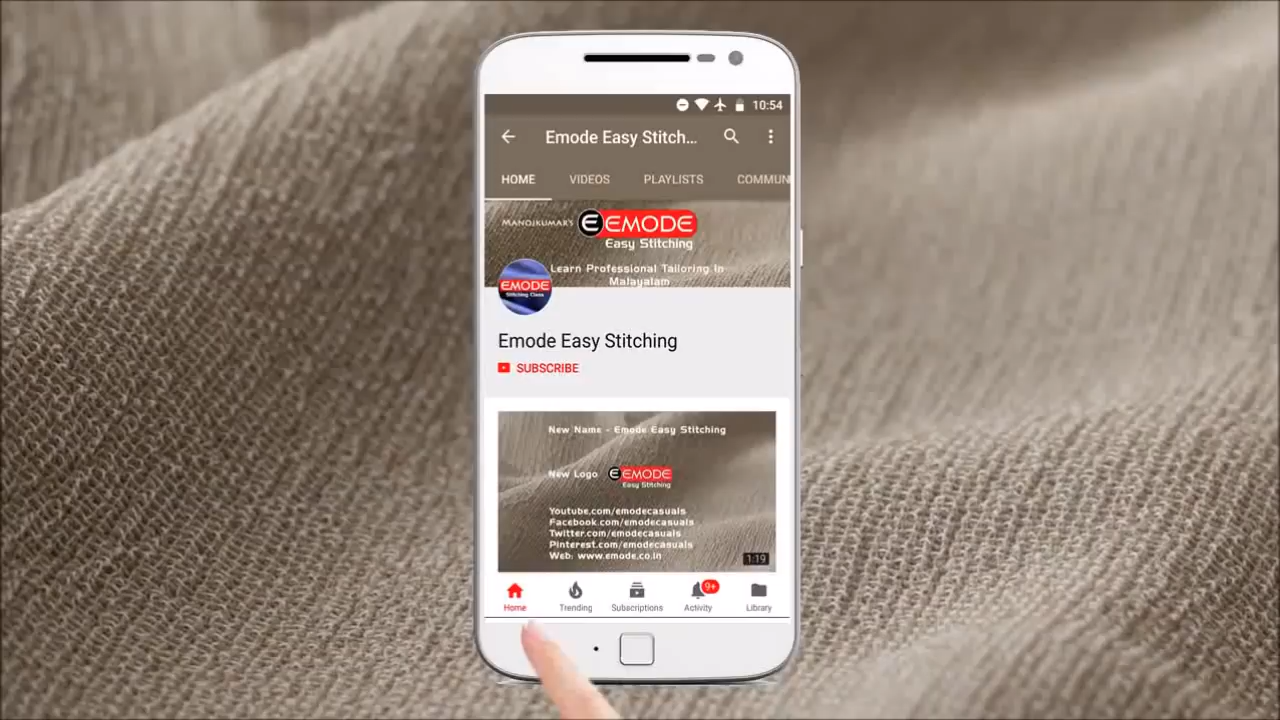 10:54
Emode Easy Stitch...
HOME VIDEOS PLAYLISTS COMMUN
MANOJKUMAR'S E EMODE
Easy Stitching
Learn Professional Tailoring In
Malayalam
EMODE
Stitching Class
Emode Easy Stitching
SUBSCRIBE
New Name - Emode Easy Stitching
New Logo E EMODE
Easy Stitching
Youtube.com/emodecasuals
Facebook.com/emodecasuals
Twitter.com/emodecasuals
Pinterest.com/emodecasuals
Web: www.emode.co.in
1:19
9+
Home Trending Subscriptions Activity Library